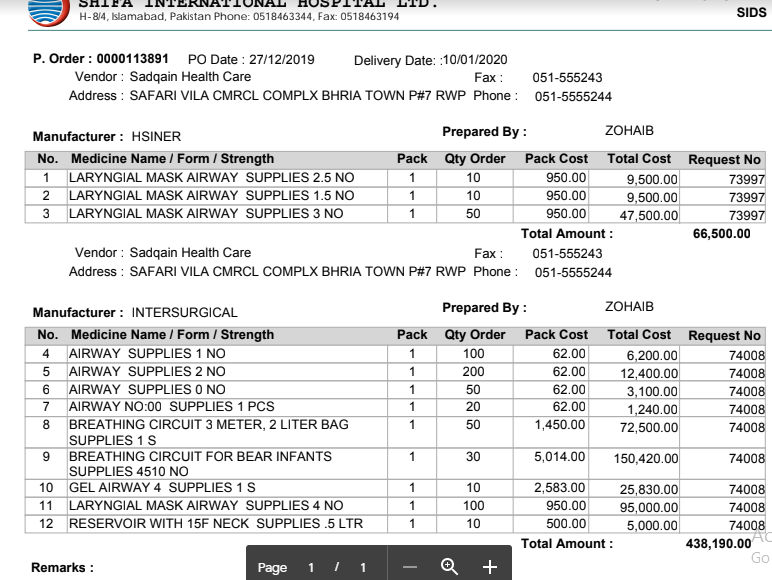 SHIFA INTERNATIONAL HOSPITAL LTD.
H-8/4, Islamabad, Pakistan Phone: 0518463344, Fax: 0518463194
SIDS
P. Order : 0000113891 PO Date : 27/12/2019 Delivery Date: :10/01/2020
Vendor : Sadqain Health Care Fax : 051-555243
Address : SAFARI VILA CMRCL COMPLX BHRIA TOWN P#7 RWP Phone : 051-5555244
Manufacturer : HSINER Prepared By : ZOHAIB
No. Medicine Name / Form / Strength Pack Qty Order Pack Cost Total Cost Request No
1 LARYNGIAL MASK AIRWAY SUPPLIES 2.5 NO 1 10 950.00 9,500.00 73997
2 LARYNGIAL MASK AIRWAY SUPPLIES 1.5 NO 1 10 950.00 9,500.00 73997
3 LARYNGIAL MASK AIRWAY SUPPLIES 3 NO 1 50 950.00 47,500.00 73997
Total Amount : 66,500.00
Vendor : Sadqain Health Care Fax : 051-555243
Address : SAFARI VILA CMRCL COMPLX BHRIA TOWN P#7 RWP Phone : 051-5555244
Manufacturer : INTERSURGICAL Prepared By : ZOHAIB
No. Medicine Name / Form / Strength Pack Qty Order Pack Cost Total Cost Request No
4 AIRWAY SUPPLIES 1 NO 1 100 62.00 6,200.00 74008
5 AIRWAY SUPPLIES 2 NO 1 200 62.00 12,400.00 74008
6 AIRWAY SUPPLIES 0 NO 1 50 62.00 3,100.00 74008
7 AIRWAY NO:00 SUPPLIES 1 PCS 1 20 62.00 1,240.00 74008
8 BREATHING CIRCUIT 3 METER, 2 LITER BAG 1 50 1,450.00 72,500.00 74008
SUPPLIES 1 S
9 BREATHING CIRCUIT FOR BEAR INFANTS 1 30 5,014.00 150,420.00 74008
SUPPLIES 4510 NO
10 GEL AIRWAY 4 SUPPLIES 1 S 1 10 2,583.00 25,830.00 74008
11 LARYNGIAL MASK AIRWAY SUPPLIES 4 NO 1 100 950.00 95,000.00 74008
12 RESERVOIR WITH 15F NECK SUPPLIES .5 LTR 1 10 500.00 5,000.00 74008
Total Amount : 438,190.00
Ac
Go
Remarks :
Page 1 / 1